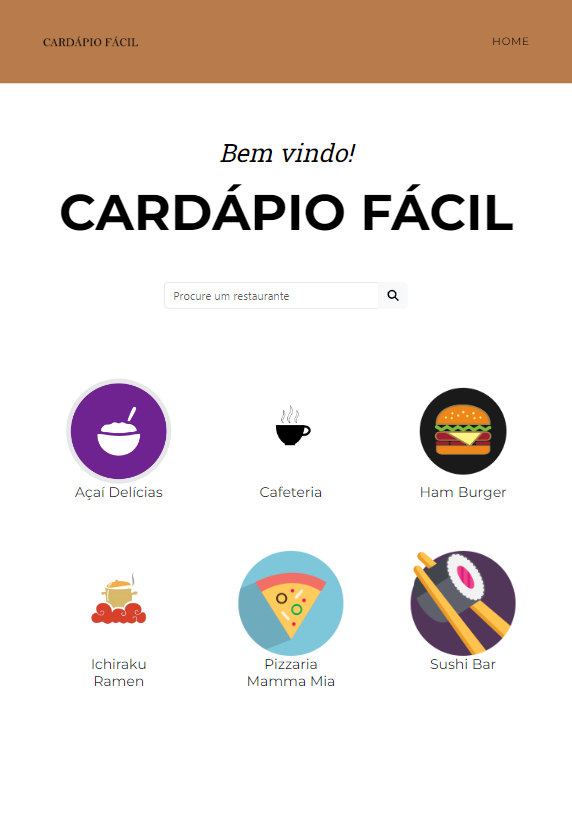 CARDÁPIO FÁCIL
HOME
Bem vindo!
CARDÁPIO FÁCIL
Procure um restaurante
Açaí Delícias
Cafeteria
Ham Burger
Ichiraku
Ramen
Pizzaria
Mamma Mia
Sushi Bar